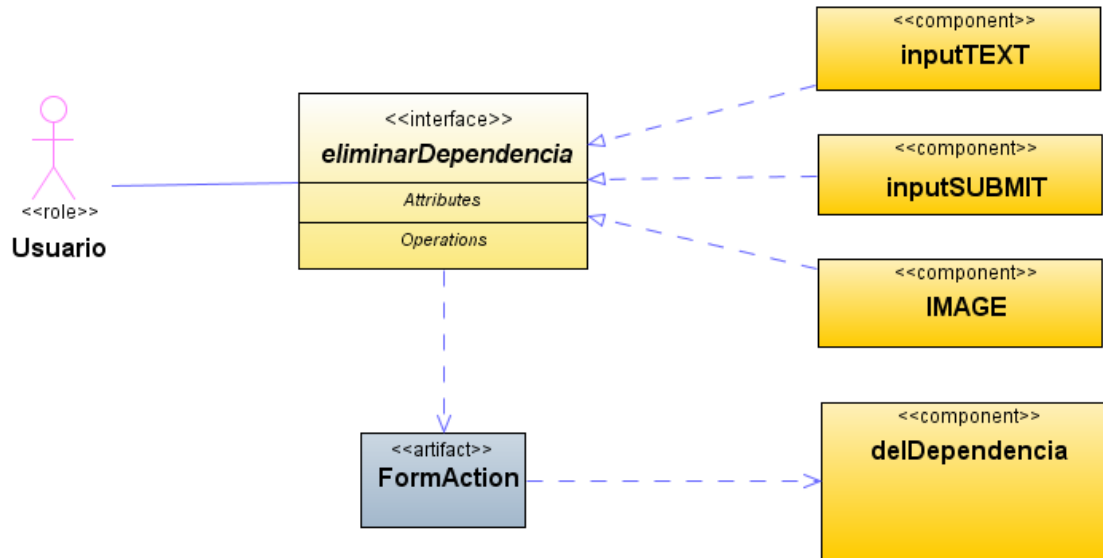 <<component>>
inputTEXT
<<interface>>
eliminarDependencia
Attributes
Operations
<<role>>
Usuario
<<component>>
inputSUBMIT
<<component>>
IMAGE
<<artifact>>
FormAction
<<component>>
delDependencia